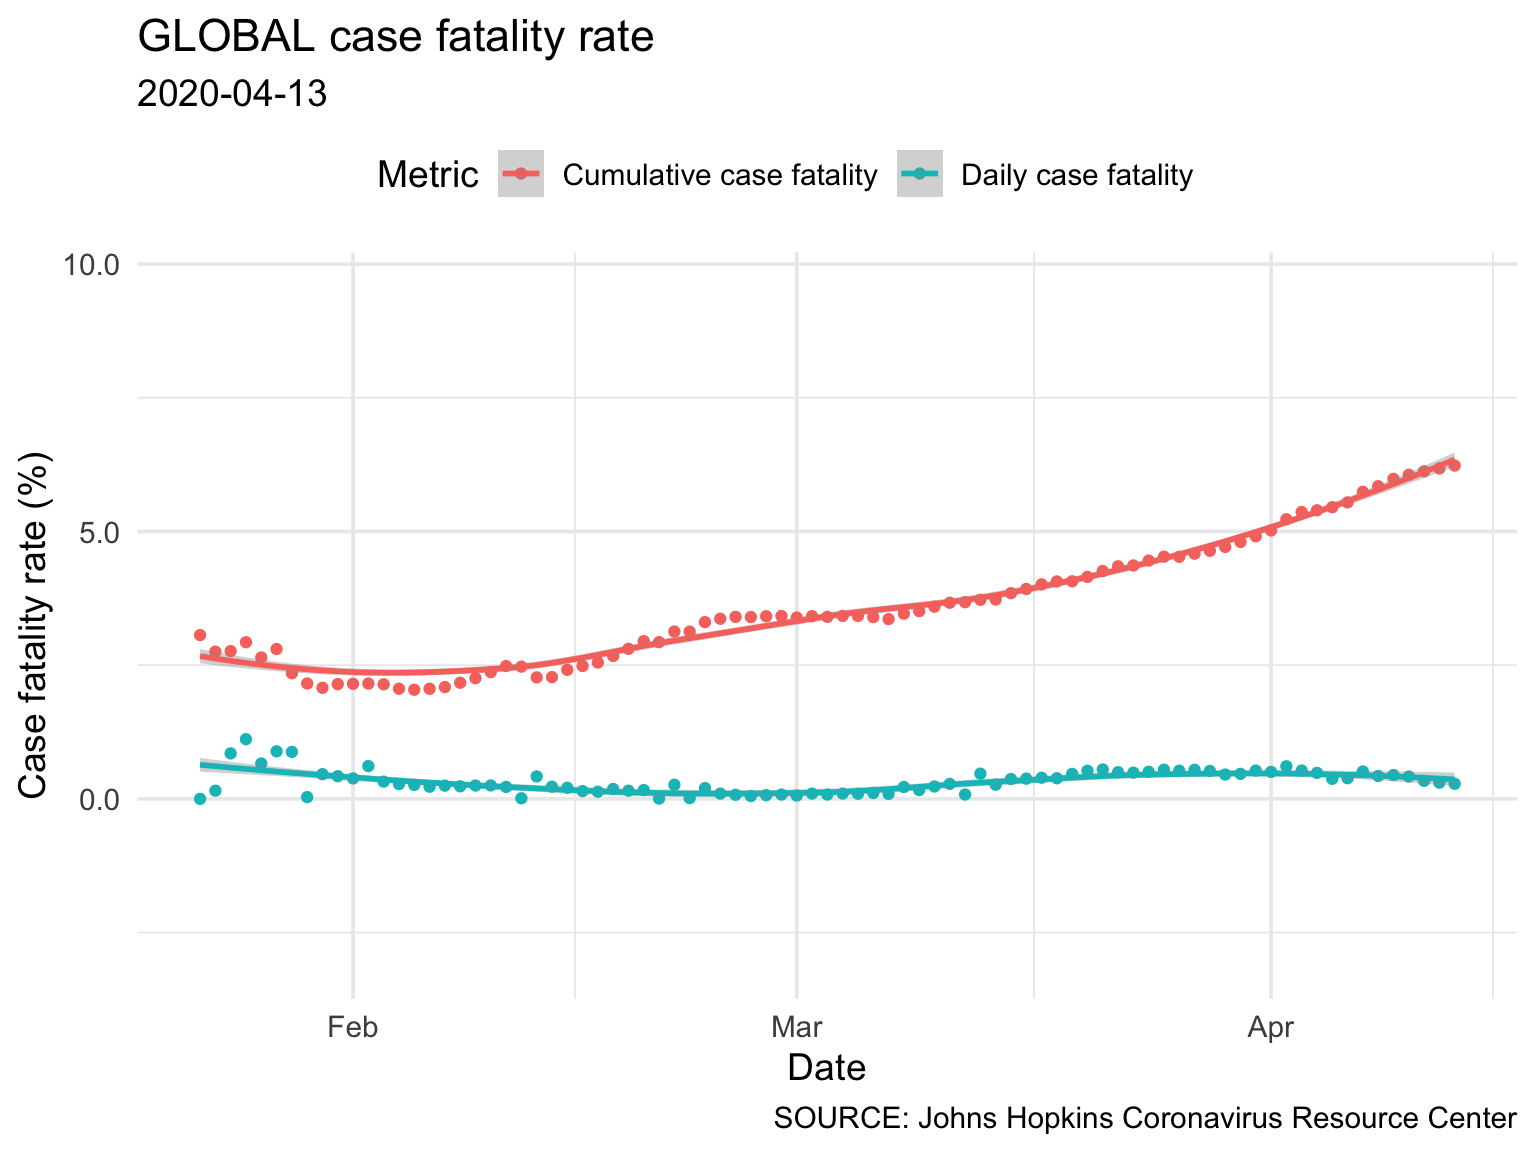 GLOBAL case fatality rate
2020-04-13
Metric Cumulative case fatality Daily case fatality
Case fatality rate (%)
10.0
5.0
0.0
Feb Mar Apr
Date
SOURCE: Johns Hopkins Coronavirus Resource Center